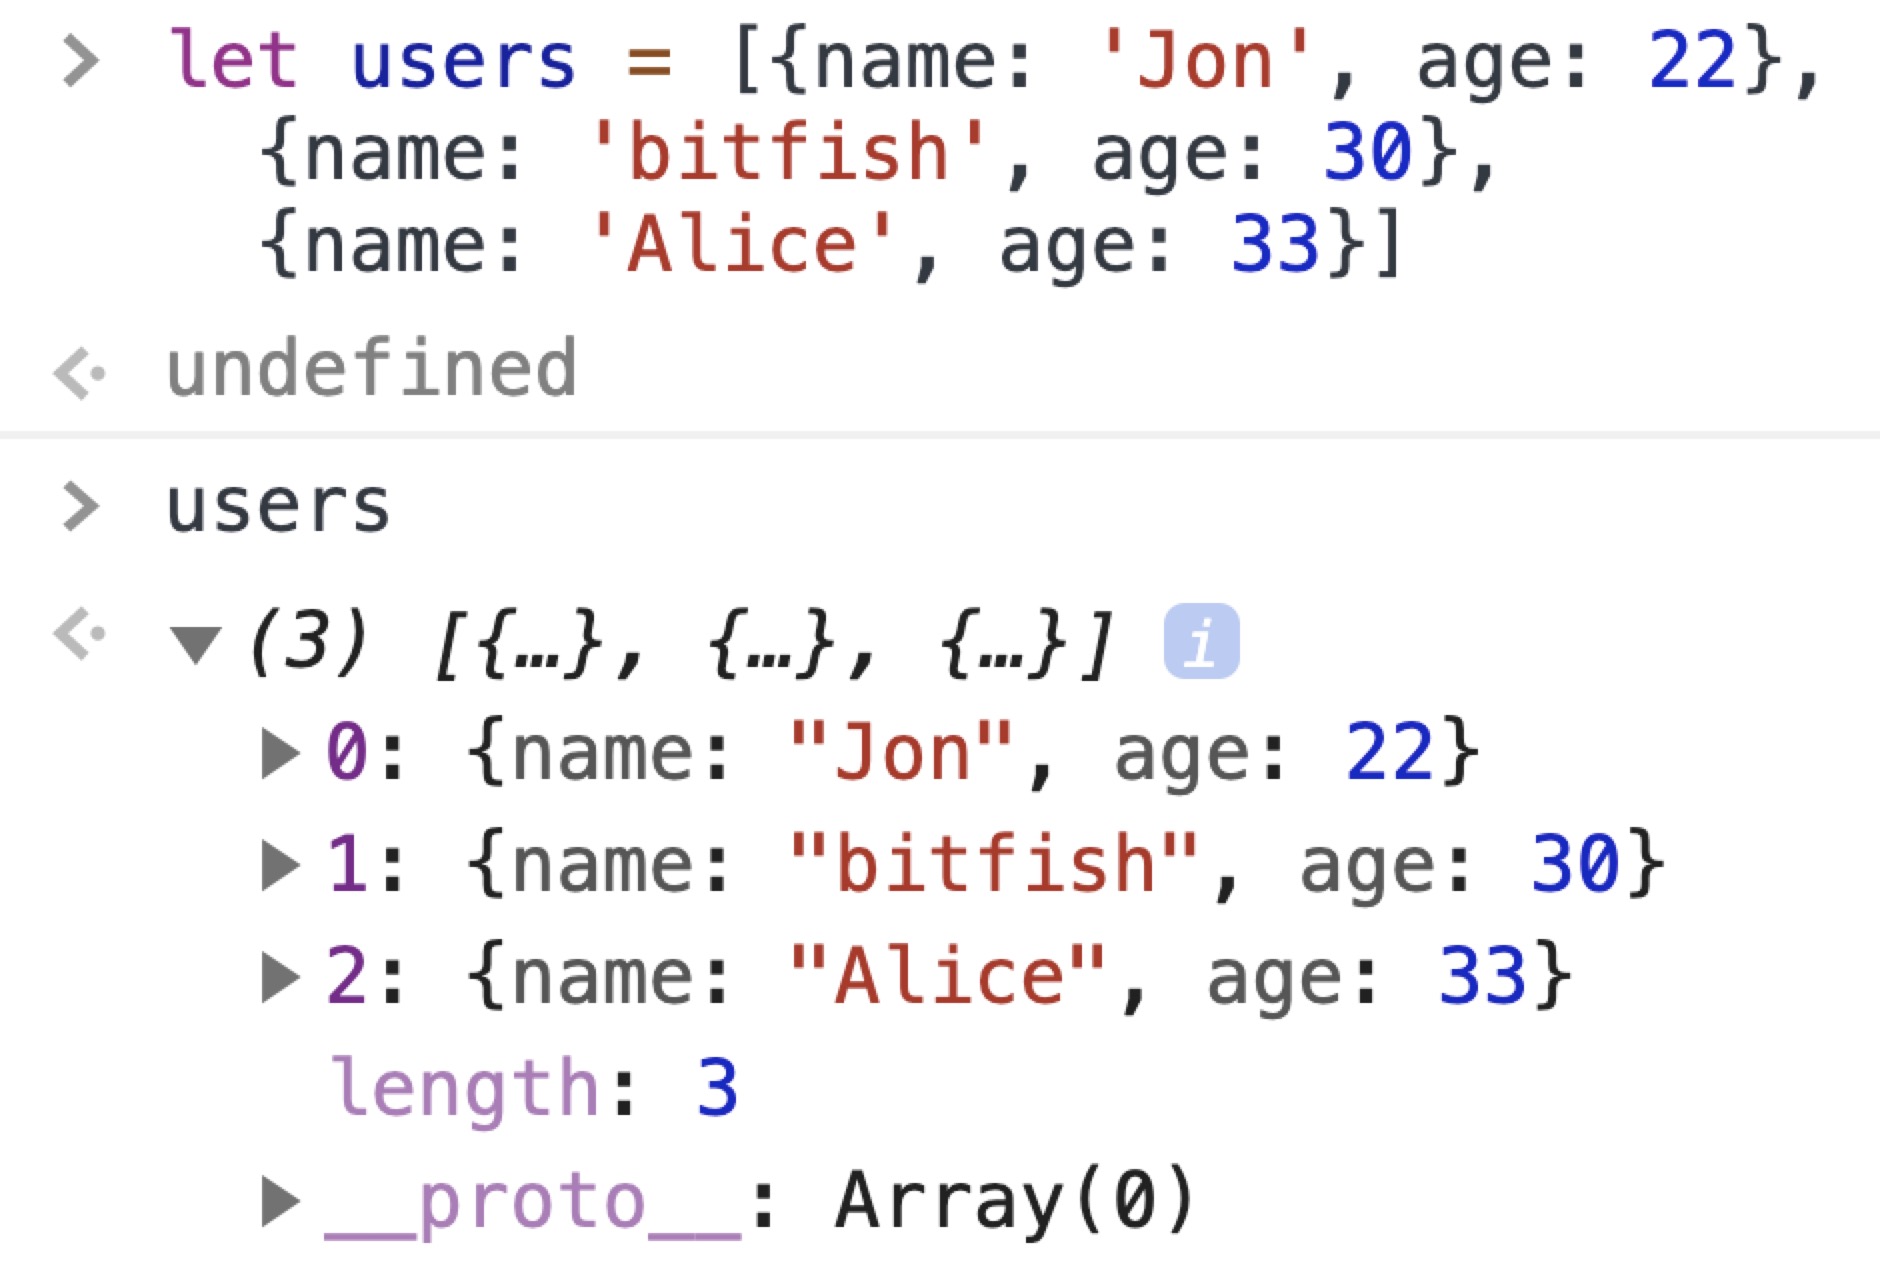 > let users = [{name: 'Jon', age: 22},
{name: 'bitfish', age: 30},
{name: 'Alice', age: 33}]
undefined
> users
(3) [{…}, {…}, {…}] i
0: {name: "Jon", age: 22}
1: {name: "bitfish", age: 30}
2: {name: "Alice", age: 33}
length: 3
__proto__: Array(0)